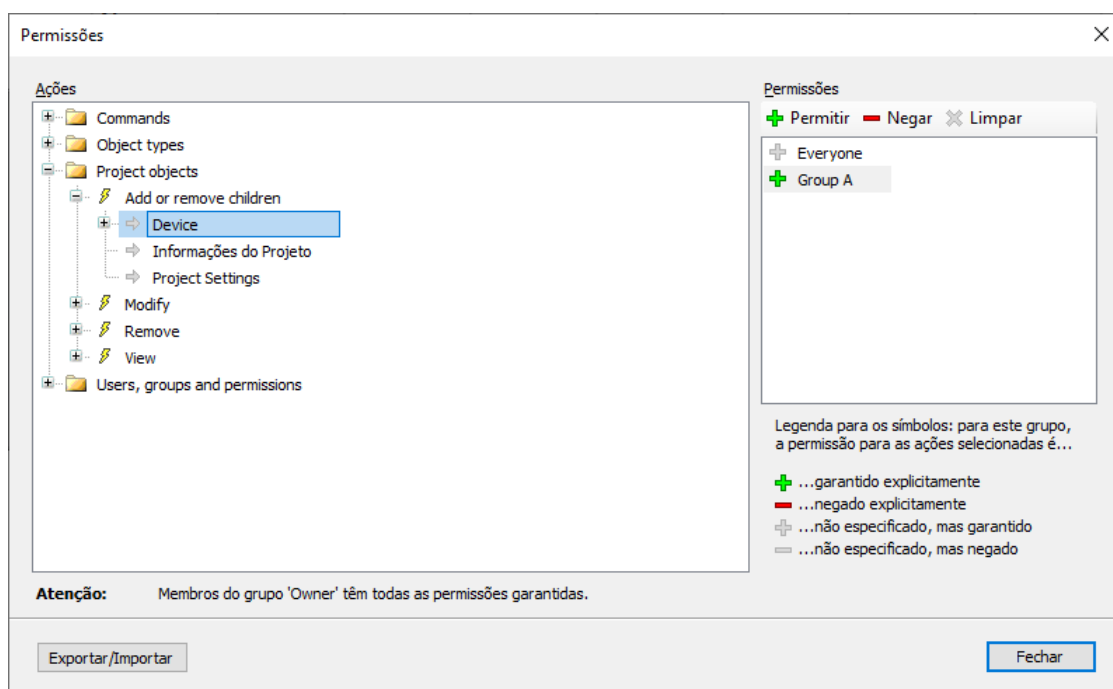 Permissões
Ações
Commands
Object types
Project objects
Add or remove children
Device
Informações do Projeto
Project Settings
Modify
Remove
View
Users, groups and permissions
Permissões
Permitir Negar Limpar
Everyone
Group A
Legenda para os símbolos: para este grupo,
a permissão para as ações selecionadas é...
...garantido explicitamente
...negado explicitamente
...não especificado, mas garantido
...não especificado, mas negado
Atenção: Membros do grupo 'Owner' têm todas as permissões garantidas.
Exportar/Importar
Fechar